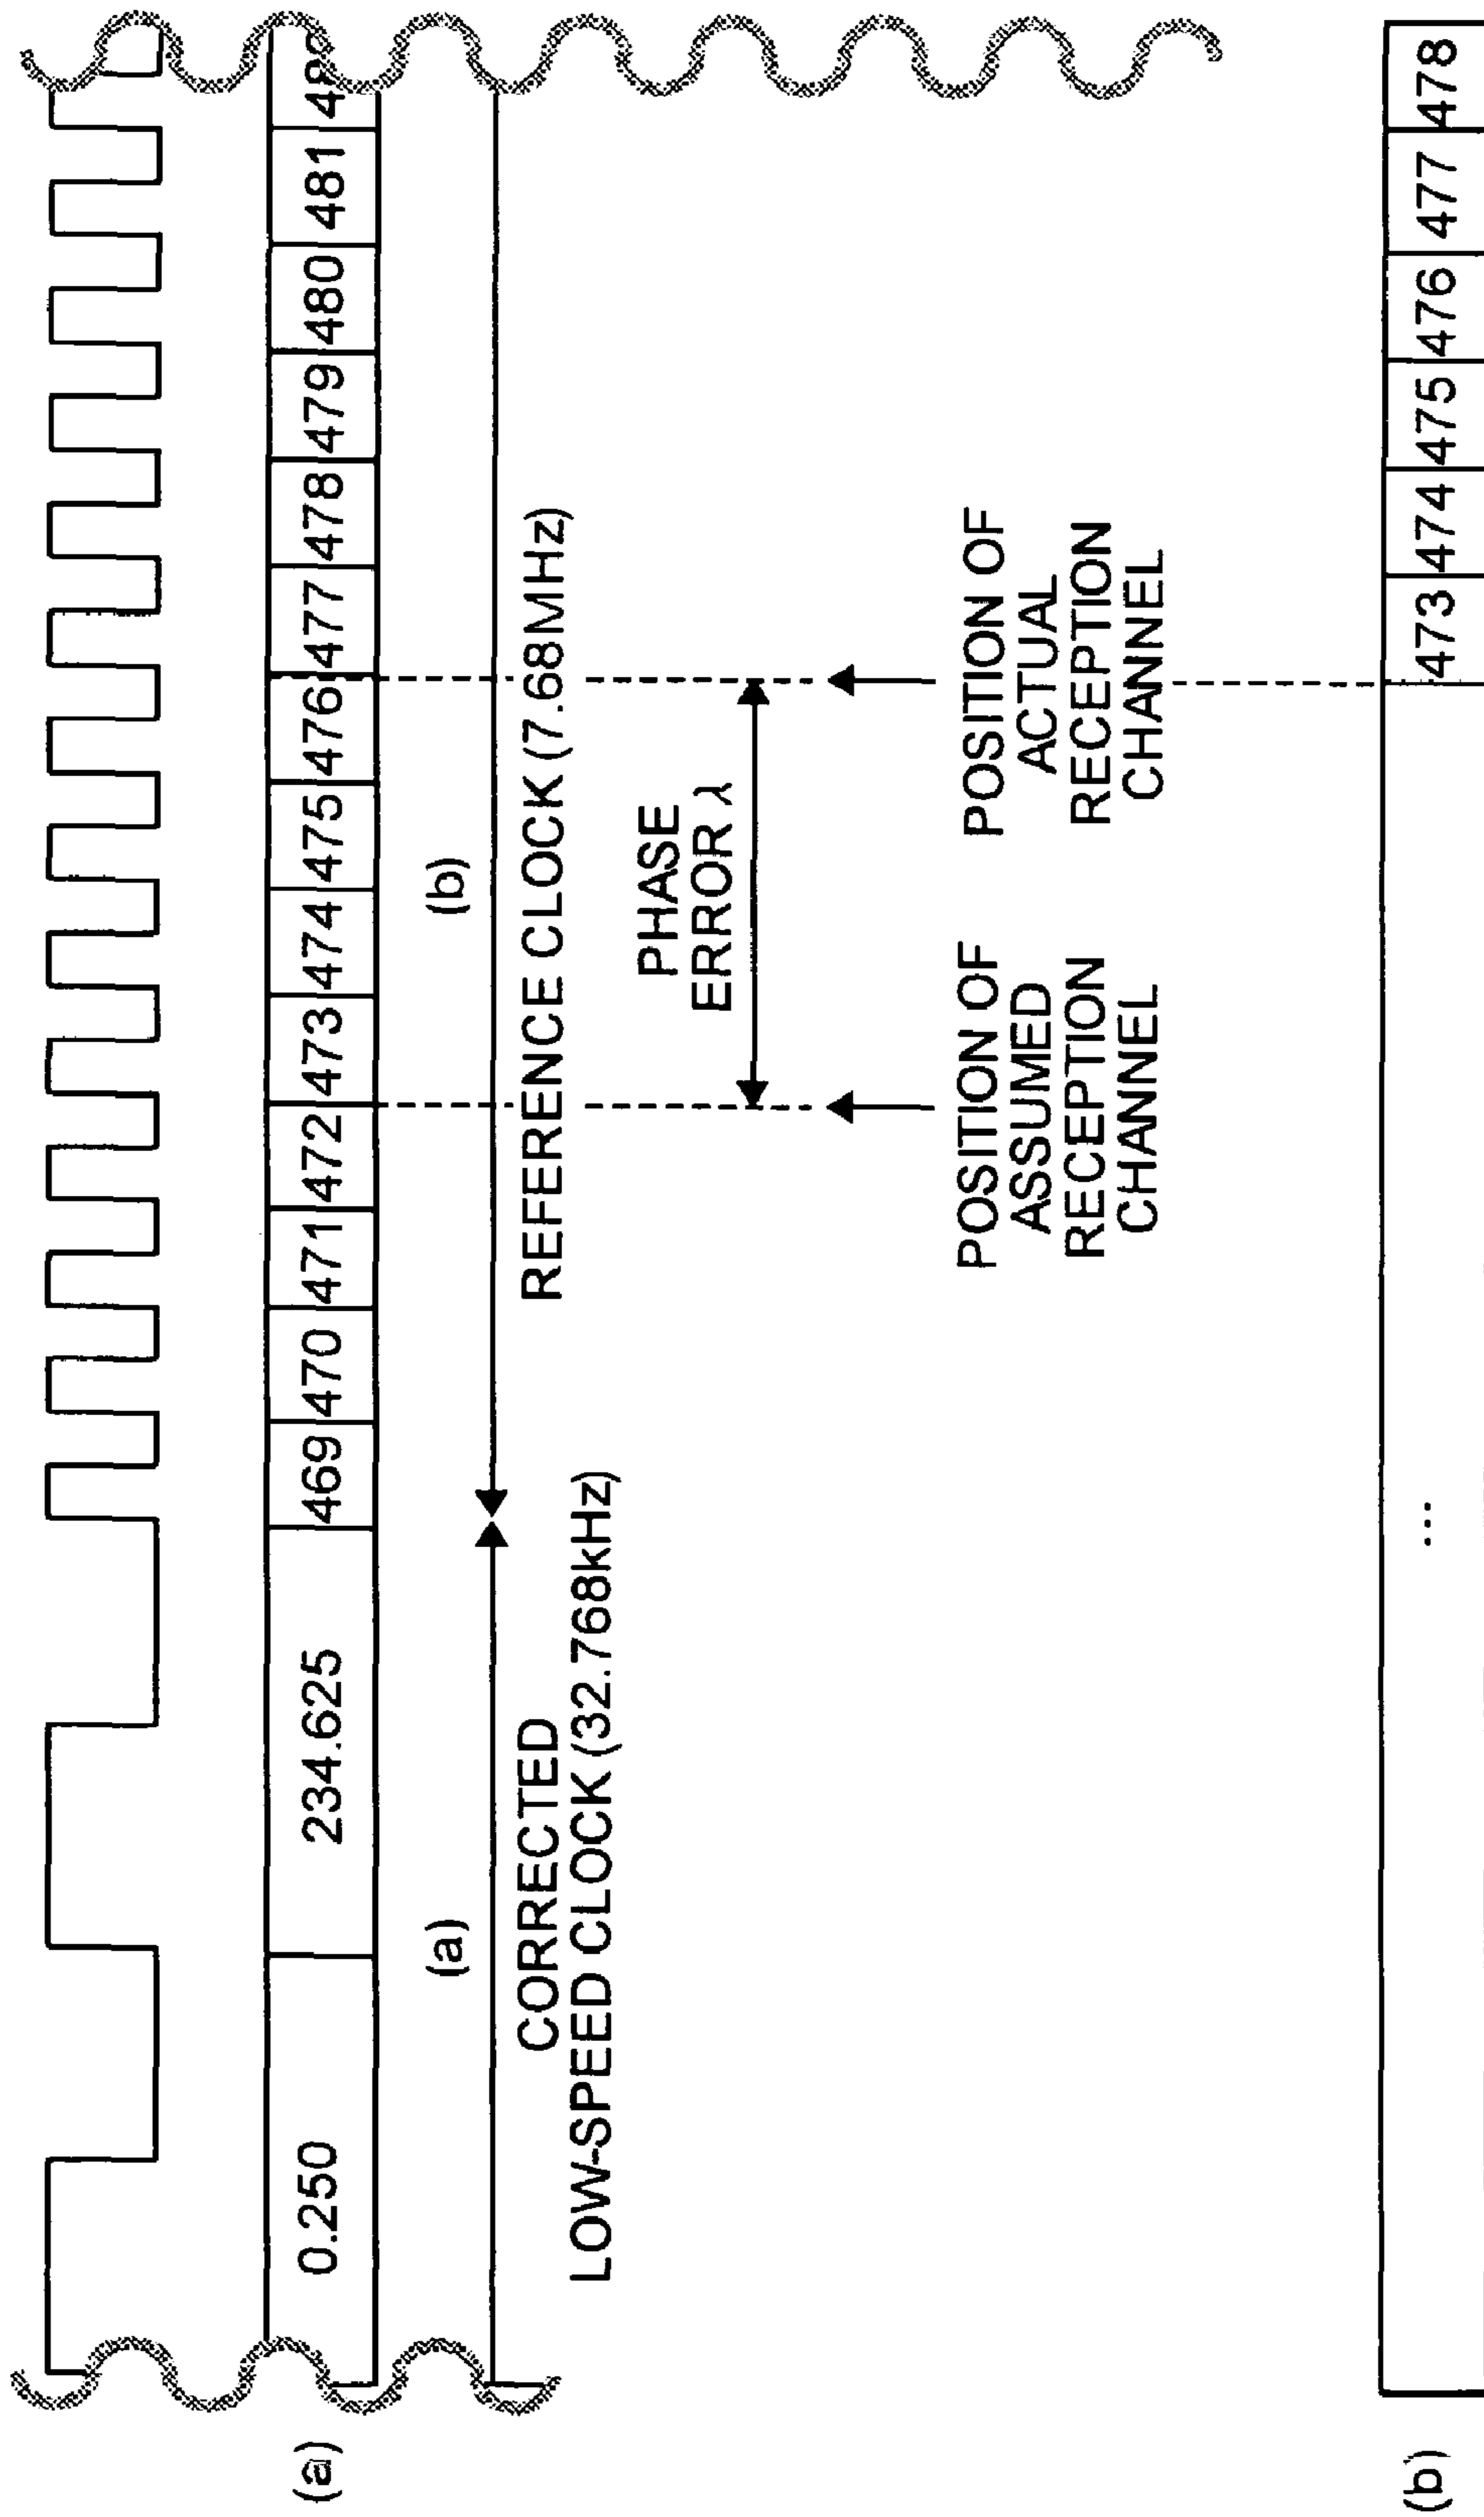 (a)
0.250 234.625 469 470 471 472 473 474 475 476 477 478 479 480 481
(a) (b)
CORRECTED
LOW-SPEED CLOCK (32.768kHz)
REFERENCE CLOCK (7.68MHz)
PHASE
ERROR λ
POSITION OF
ASSUMED
RECEPTION
CHANNEL
POSITION OF
ACTUAL
RECEPTION
CHANNEL
(b)
... 473 474 475 476 477 478